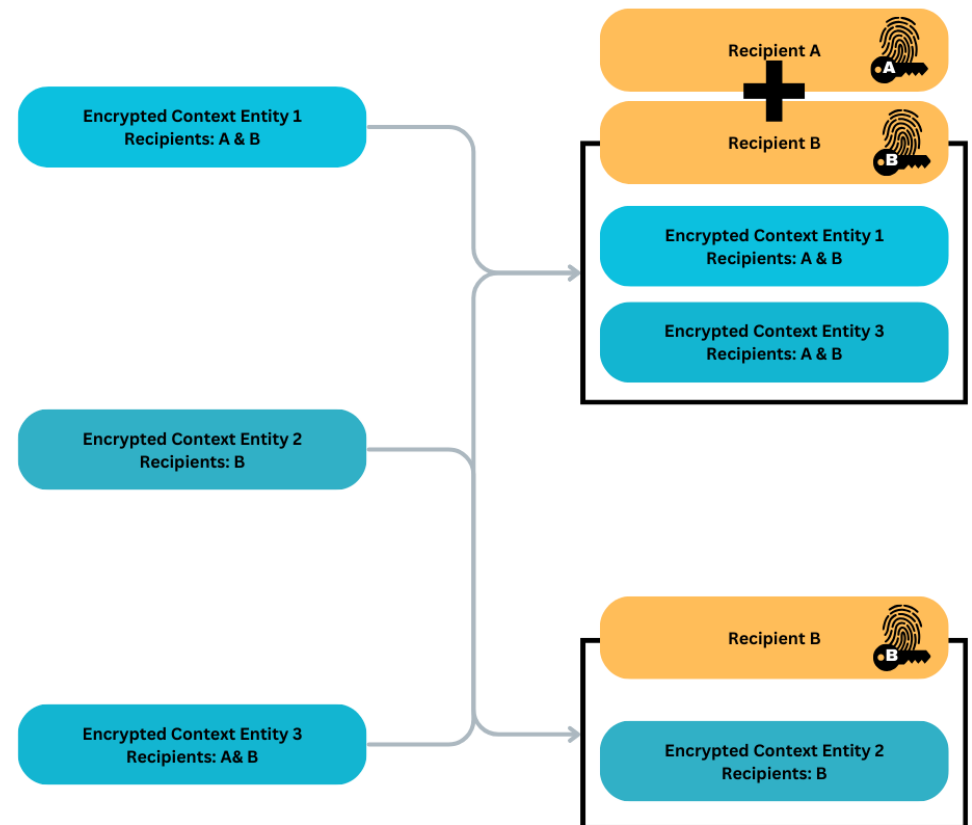 Recipient A
A
Encrypted Context Entity 1
Recipients: A & B
Recipient B
B
Encrypted Context Entity 1
Recipients: A & B
Encrypted Context Entity 3
Recipients: A & B
Encrypted Context Entity 2
Recipients: B
Recipient B
B
Encrypted Context Entity 3
Recipients: A& B
Encrypted Context Entity 2
Recipients: B